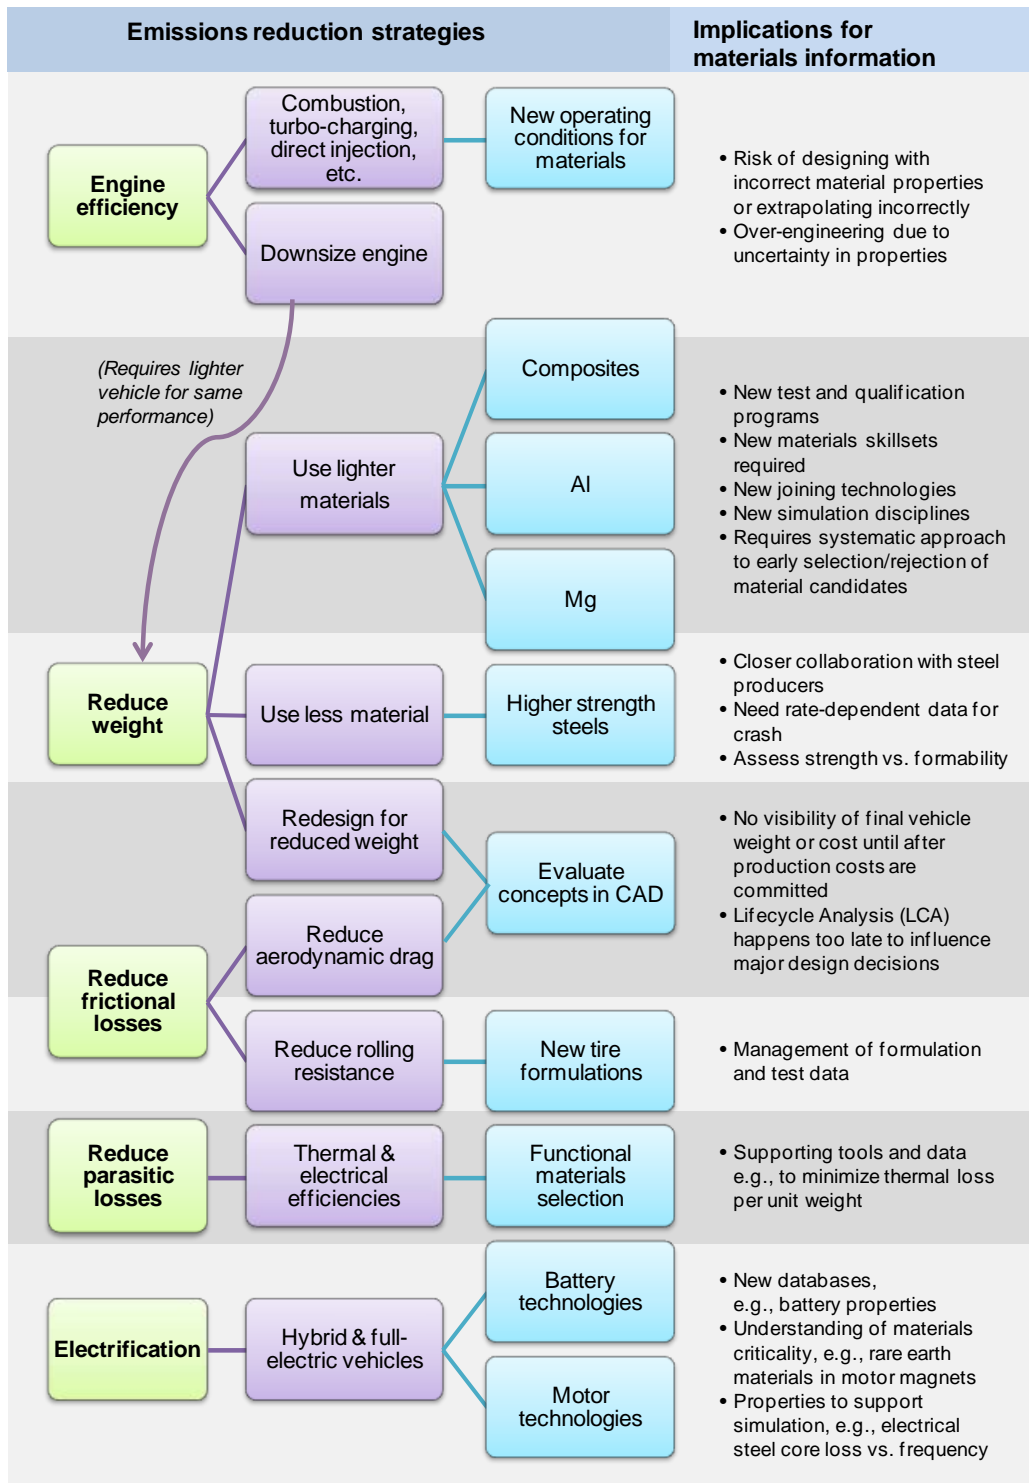 Emissions reduction strategies
Implications for
materials information
Engine
efficiency
Combustion,
turbo-charging,
direct injection,
etc.
New operating
conditions for
materials
Downsize engine
• Risk of designing with
incorrect material properties
or extrapolating incorrectly
• Over-engineering due to
uncertainty in properties
(Requires lighter
vehicle for same
performance)
Use lighter
materials
Composites
Al
Mg
• New test and qualification
programs
• New materials skillsets
required
• New joining technologies
• New simulation disciplines
• Requires systematic approach
to early selection/rejection of
material candidates
Reduce
weight
Use less material
Higher strength
steels
• Closer collaboration with steel
producers
• Need rate-dependent data for
crash
• Assess strength vs. formability
Redesign for
reduced weight
Evaluate
concepts in CAD
• No visibility of final vehicle
weight or cost until after
production costs are
committed
• Lifecycle Analysis (LCA)
happens too late to influence
major design decisions
Reduce
frictional
losses
Reduce
aerodynamic drag
Reduce rolling
resistance
New tire
formulations
• Management of formulation
and test data
Reduce
parasitic
losses
Thermal &
electrical
efficiencies
Functional
materials
selection
• Supporting tools and data
e.g., to minimize thermal loss
per unit weight
Electrification
Hybrid & full-
electric vehicles
Battery
technologies
Motor
technologies
• New databases,
e.g., battery properties
• Understanding of materials
criticality, e.g., rare earth
materials in motor magnets
• Properties to support
simulation, e.g., electrical
steel core loss vs. frequency